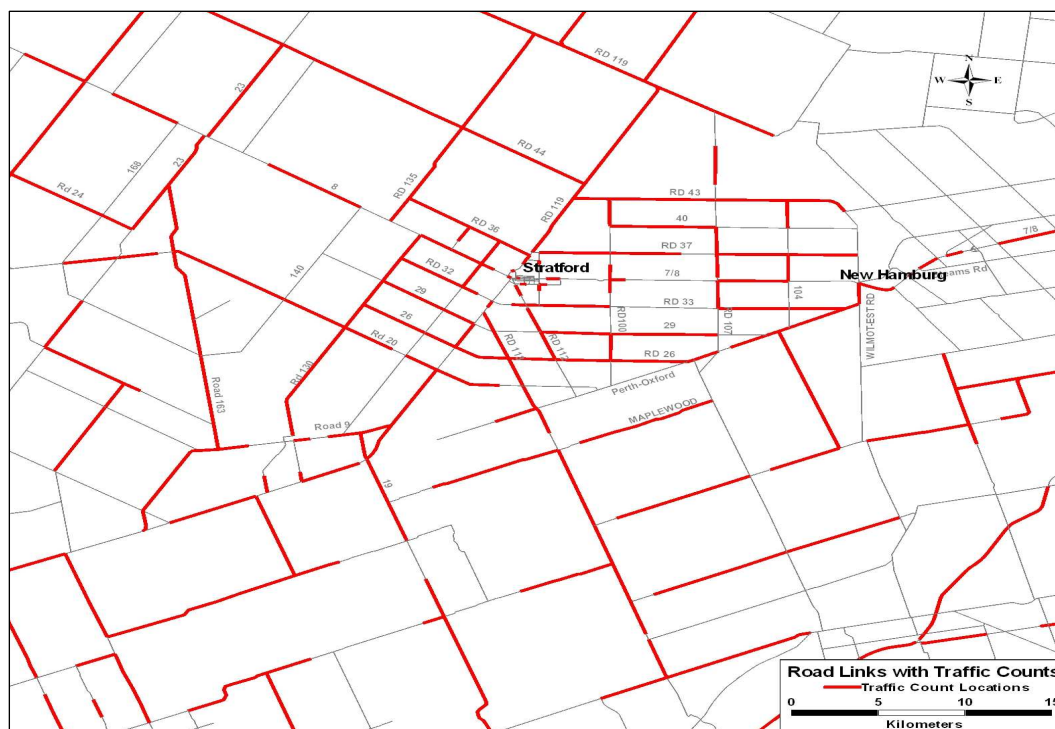 RD 119
N
W E
S
23
168
23
RD 44
Rd 24
8
RD 135
RD 119
RD 43
40
RD 36
RD 37
7/8
140
RD 32
Stratford
7/8
New Hamburg
ams Rd
29
RD 33
104
26
RD100
29
RD 107
WILMOT-EST RD
Rd 20
RD 112
RD 26
Rd 130
Perth-Oxford
Road 163
MAPLEWOOD
Road 9
19
Road Links with Traffic Counts
Traffic Count Locations
0 5 10 15
Kilometers